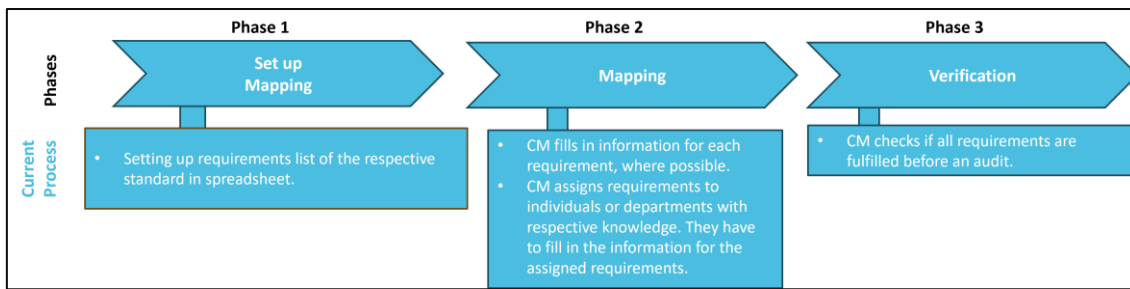 Phase 1
Phase 2
Phase 3
Phases
Set up
Mapping
Mapping
Verification
Current
Process
• Setting up requirements list of the respective
standard in spreadsheet.
• CM fills in information for each
requirement, where possible.
• CM assigns requirements to
individuals or departments with
respective knowledge. They have
to fill in the information for the
assigned requirements.
• CM checks if all requirements are
fulfilled before an audit.